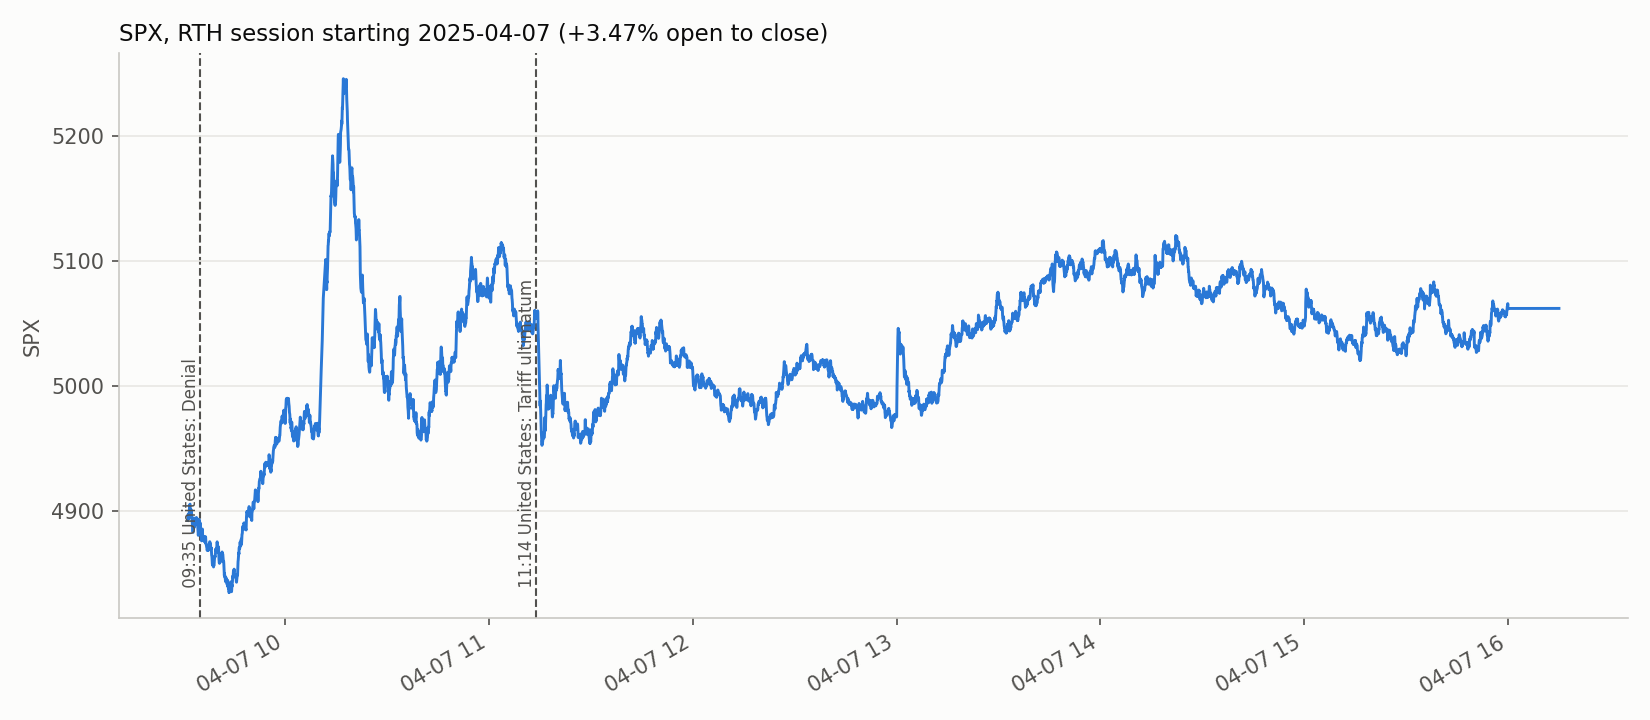 SPX, RTH session starting 2025-04-07 (+3.47% open to close)
SPX
5200
5100
5000
4900
09:35 United States: Denial
11:14 United States: Tariff ultimatum
04-07 10
04-07 11
04-07 12
04-07 13
04-07 14
04-07 15
04-07 16